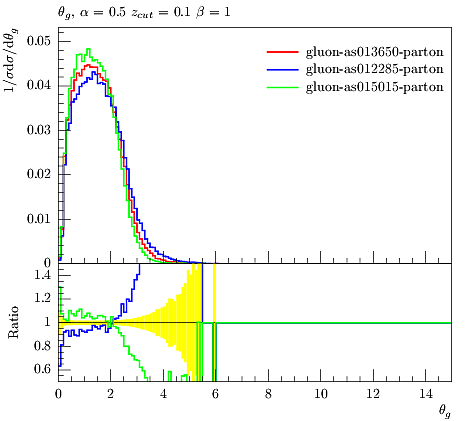 θg, α = 0.5 zcut = 0.1 β = 1
1/σdσ/dθg
0.05
0.04
0.03
0.02
0.01
0
gluon-as013650-parton
gluon-as012285-parton
gluon-as015015-parton
Ratio
1.4
1.2
1
0.8
0.6
0 2 4 6 8 10 12 14
θg